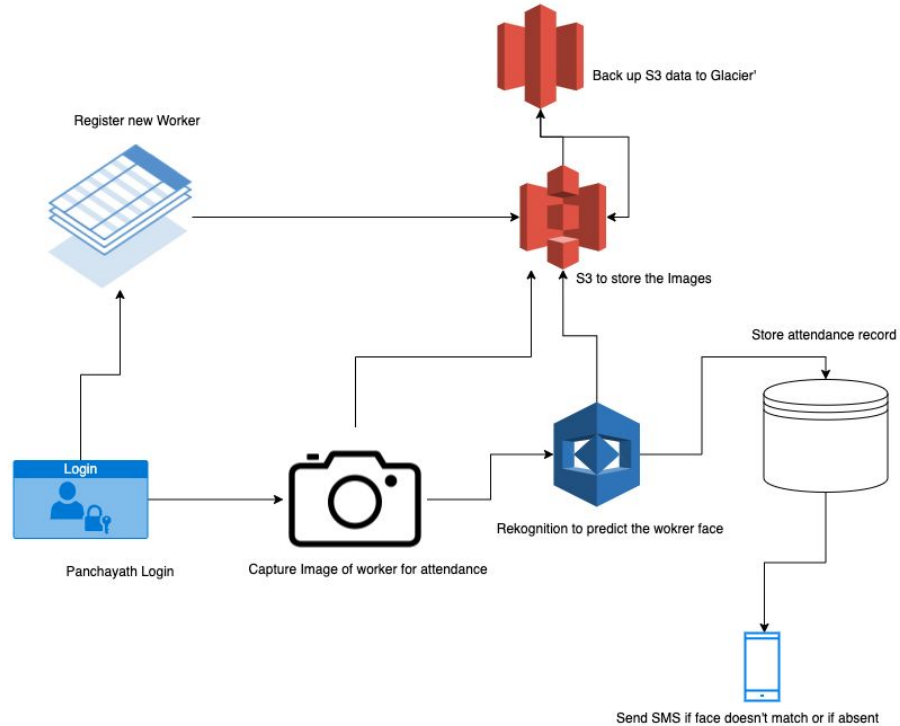 Back up S3 data to Glacier'
Register new Worker
S3 to store the Images
Store attendance record
Login
Rekognition to predict the wokrer face
Panchayath Login
Capture Image of worker for attendance
Send SMS if face doesn't match or if absent